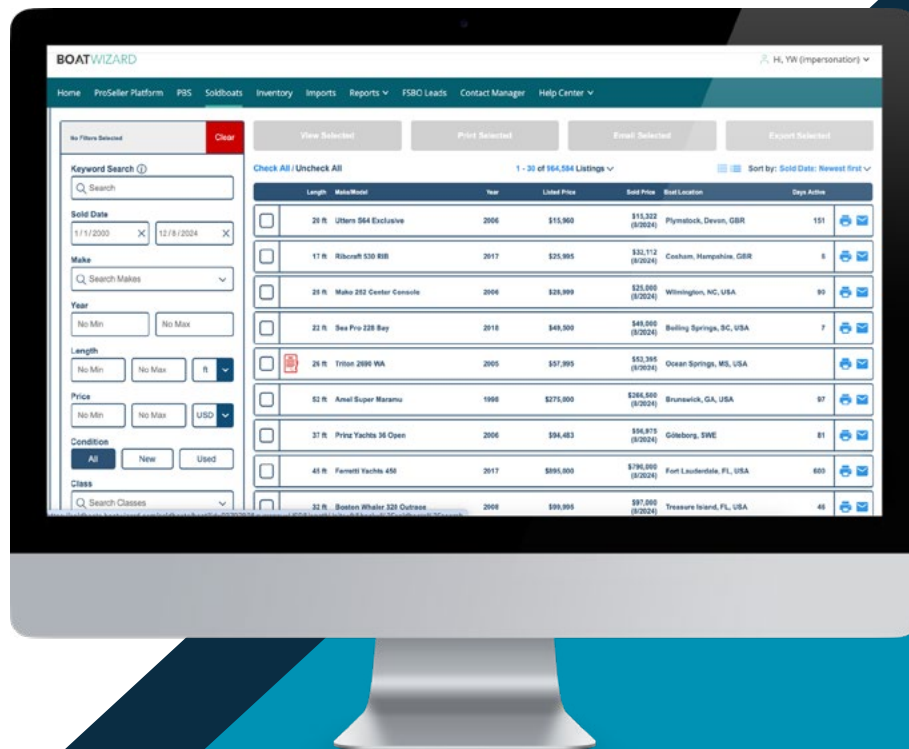 BOATWIZARD
Hi, YW (impersonation)
Home ProSeller Platform PBS Soldboats Inventory Imports Reports FSBO Leads Contact Manager Help Center
No Filters Selected Clear
View Selected Print Selected Email Selected Export Selected
Keyword Search
Search
Sold Date
1/1/2000 X 12/8/2024 X
Make
Search Makes
Year
No Min No Max
Length
No Min No Max ft
Price
No Min No Max USD
Condition
All New Used
Class
Search Classes
Check All / Uncheck All 1 - 30 of 564,584 Listings Sort by: Sold Date: Newest first
Length Make/Model Year Listed Price Sold Price Boat Location Days Active
20 ft Uttern S64 Exclusive 2006 $15,960 $15,322 (8/2024) Plymstock, Devon, GBR 151
17 ft Ribcraft 530 RIB 2017 $25,995 $32,112 (8/2024) Cosham, Hampshire, GBR 5
25 ft Mako 252 Center Console 2006 $28,999 $25,000 (8/2024) Wilmington, NC, USA 90
22 ft Sea Pro 228 Bay 2018 $49,500 $49,000 (8/2024) Boiling Springs, SC, USA 7
26 ft Triton 2690 WA 2005 $57,995 $53,395 (8/2024) Ocean Springs, MS, USA
52 ft Amel Super Maramu 1998 $275,000 (8/2024) Brunswick, GA, USA 97
37 ft Prinz Yachts 36 Open 2006 $94,483 (8/2024) Göteborg, SWE 81
45 ft Ferretti Yachts 450 2017 $895,000 $790,000 (8/2024) Fort Lauderdale, FL, USA 600
32 ft Boston Whaler 320 Outrage 2008 $99,995 $97,000 (8/2024) Treasure Island, FL, USA 46